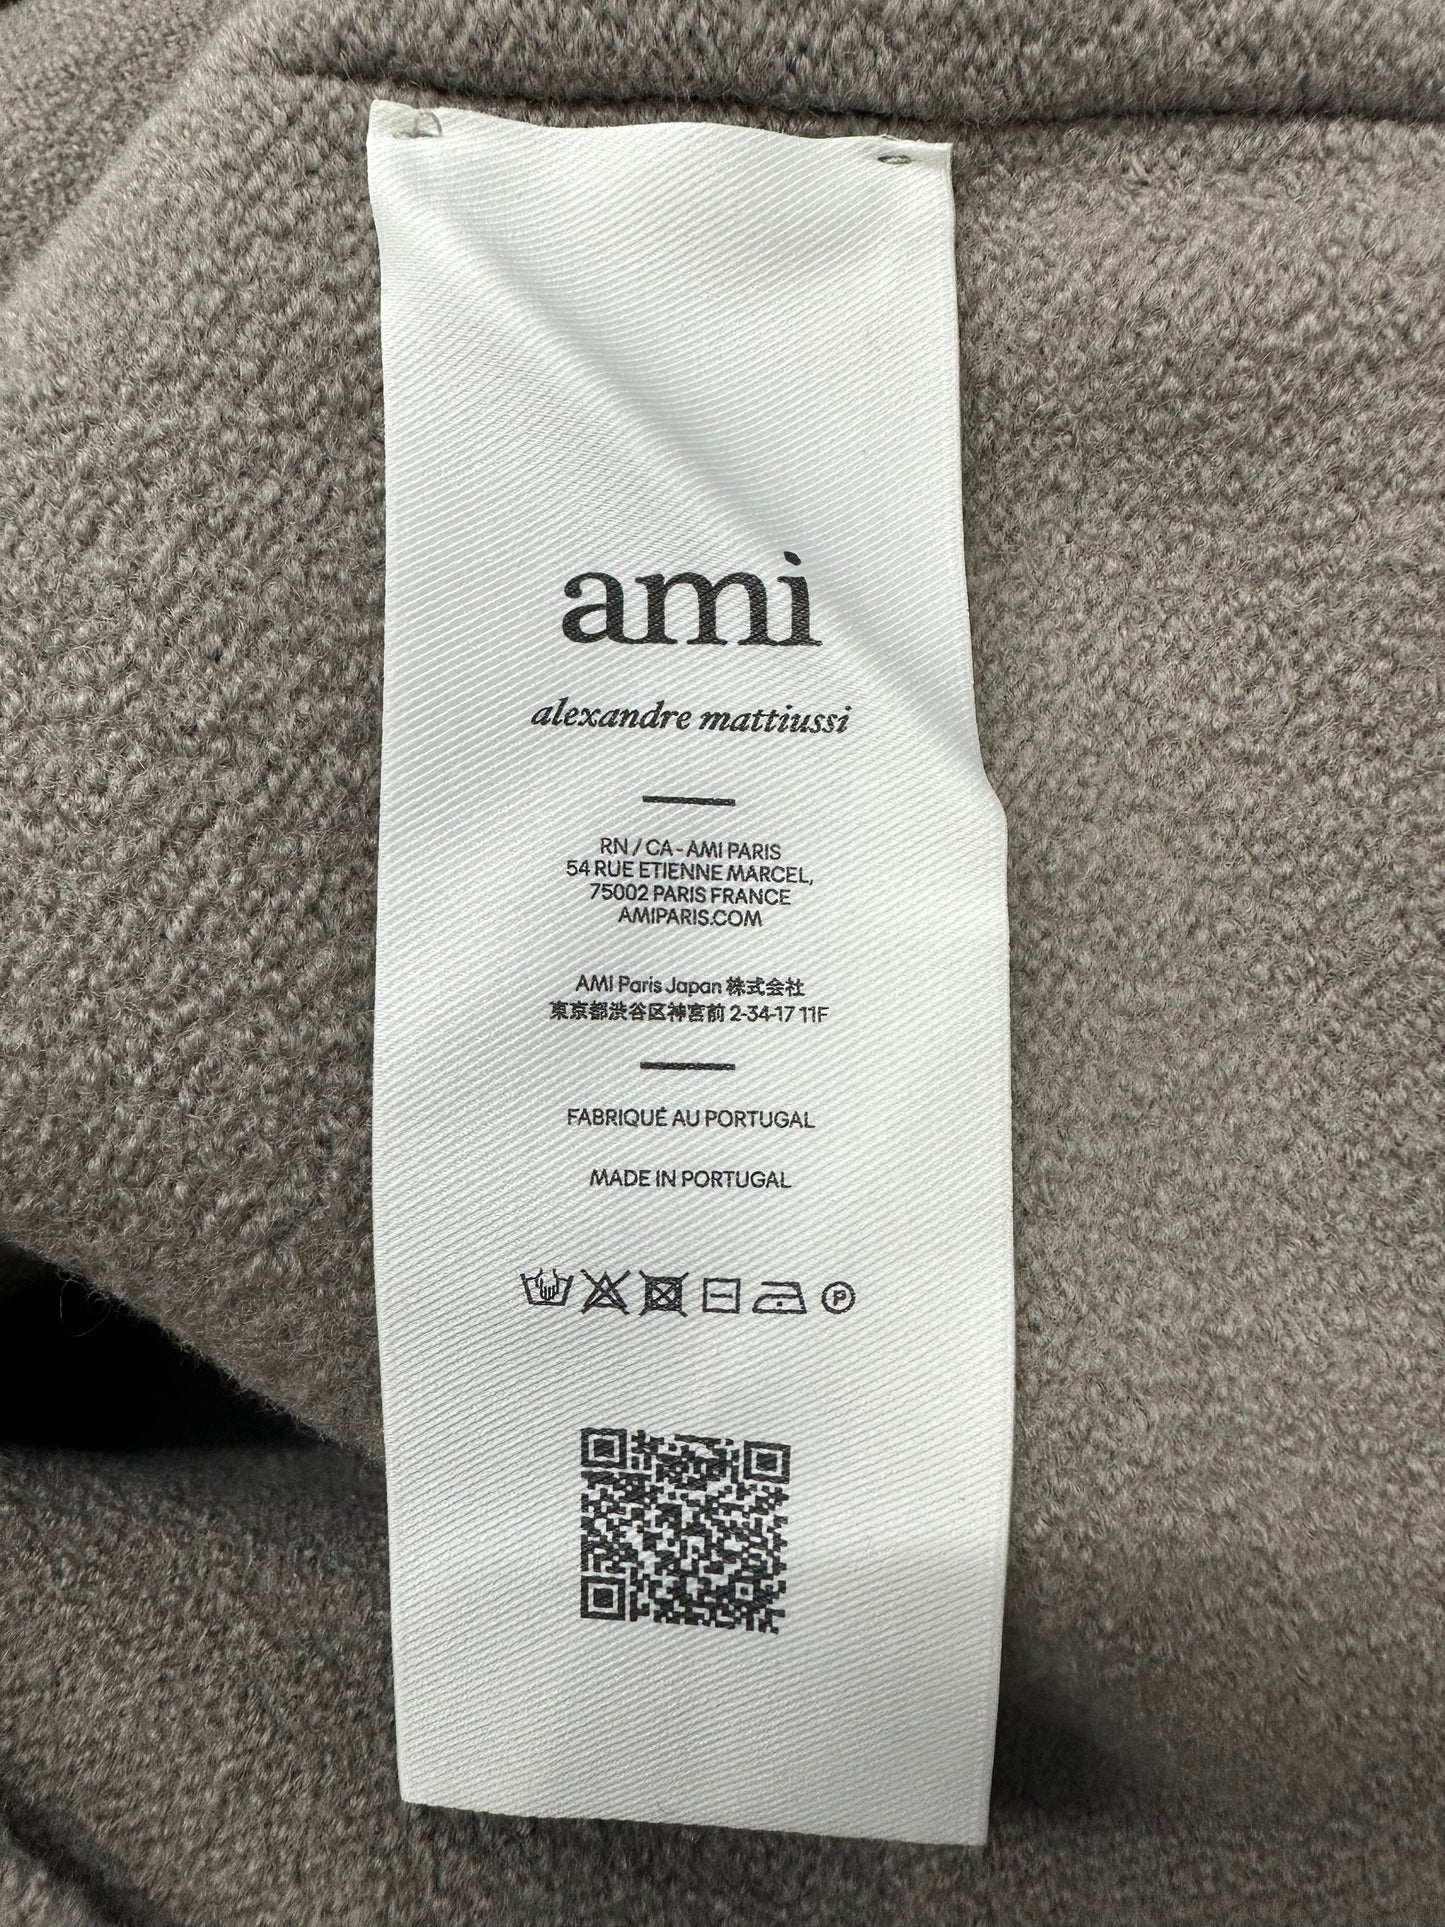 ami
alexandre mattiussi
RN / CA - AMI PARIS
54 RUE ETIENNE MARCEL,
75002 PARIS FRANCE
AMIPARIS.COM
AMI Paris Japan 株式会社
東京都渋谷区神宮前 2-34-17 11F
FABRIQUÉ AU PORTUGAL
MADE IN PORTUGAL
P